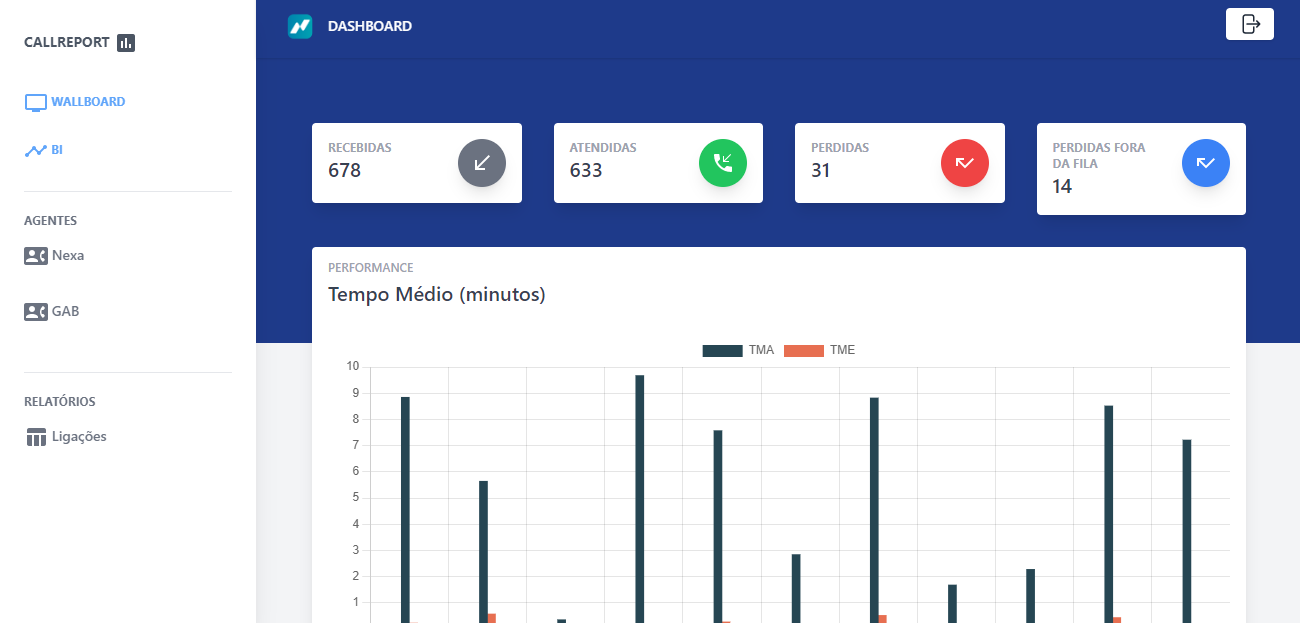 CALLREPORT
WALLBOARD
BI
AGENTES
Nexa
GAB
RELATÓRIOS
Ligações
DASHBOARD
RECEBIDAS
678
ATENDIDAS
633
PERDIDAS
31
PERDIDAS FORA
DA FILA
14
PERFORMANCE
Tempo Médio (minutos)
TMA TME
10
9
8
7
6
5
4
3
2
1